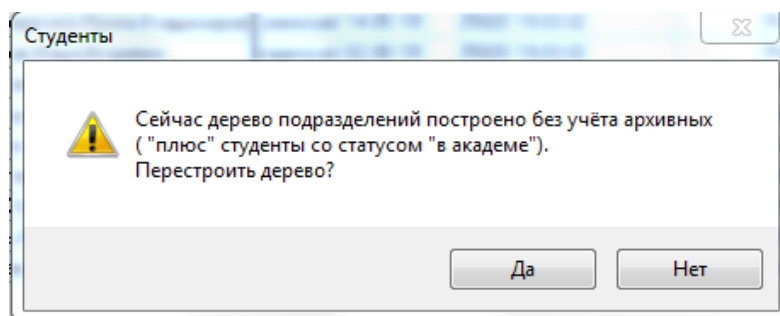 Студенты
Сейчас дерево подразделений построено без учёта архивных
( "плюс" студенты со статусом "в академе").
Перестроить дерево?
Да
Нет